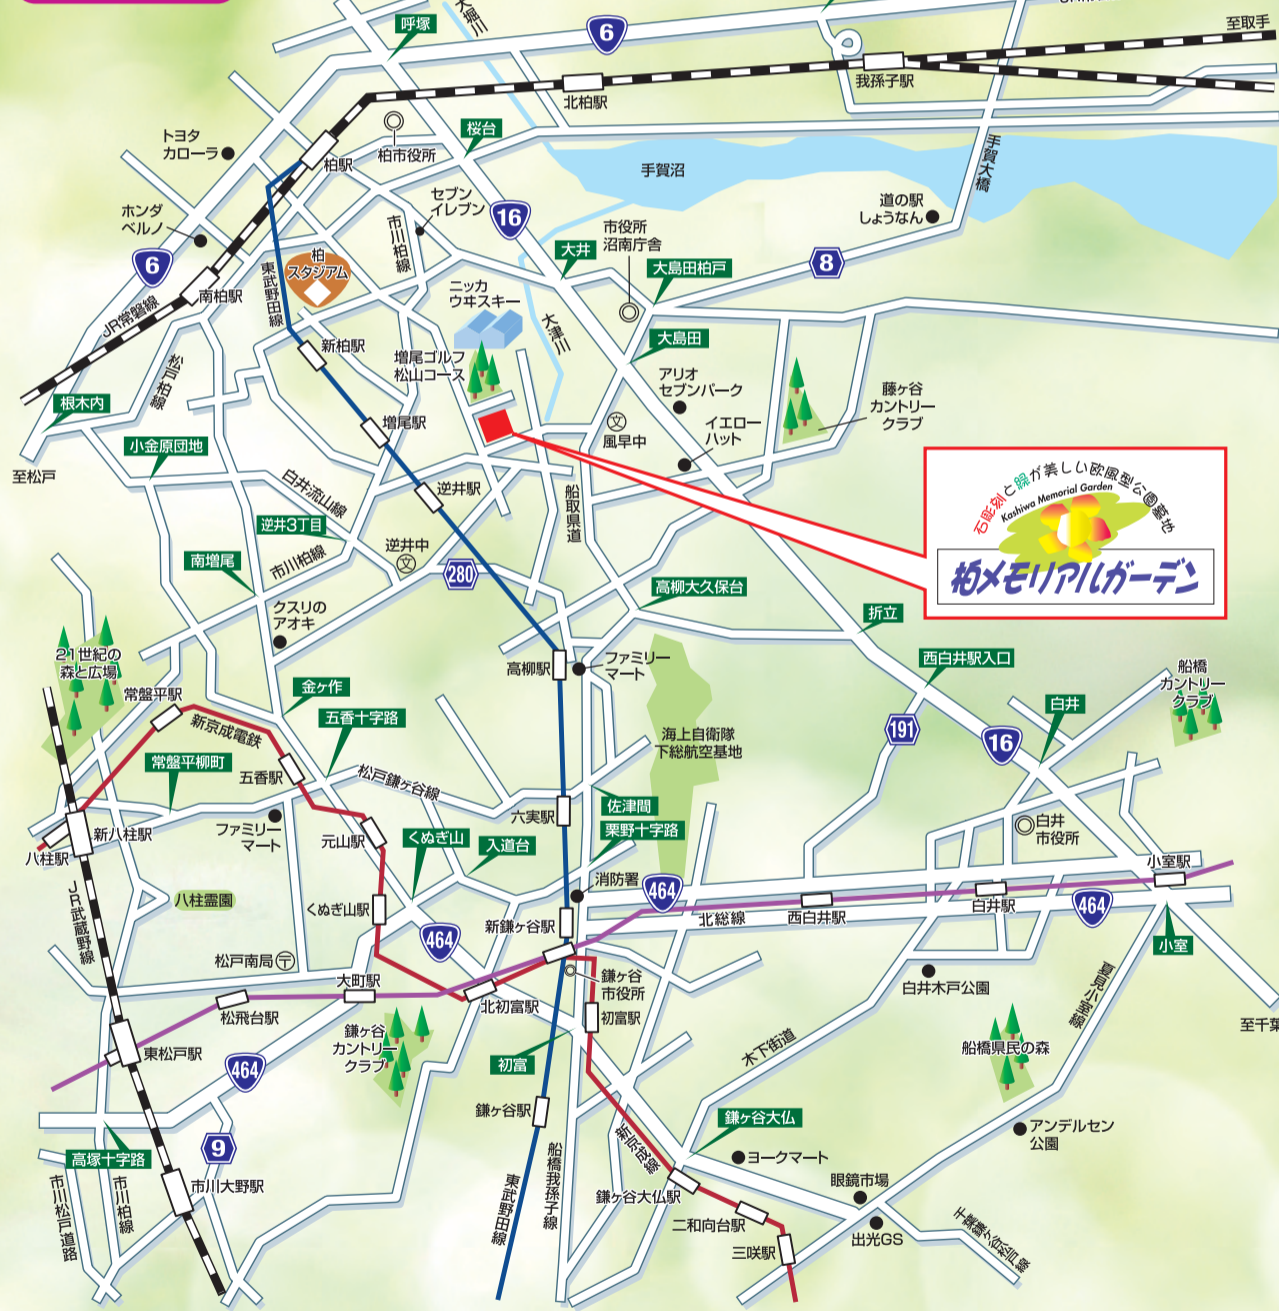 呼塚
大堀川
6
至取手
我孫子駅
北柏駅
トヨタ
カローラ
柏市役所
桜台
柏駅
手賀沼
手賀大橋
道の駅
しょうなん
ホンダ
ベルノ
セブン
イレブン
市川柏線
16
市役所
沼南庁舎
大井
大島田柏戸
8
6
柏
スタジアム
東武野田線
南柏駅
JR常磐線
ニッカ
ウヰスキー
大津川
新柏駅
増尾ゴルフ
松山コース
大島田
アリオ
セブンパーク
藤ヶ谷
カントリー
クラブ
松戸柏線
根木内
増尾駅
風早中
文
イエロー
ハット
小金原団地
至松戸
白井流山線
逆井駅
船取県道
石彫刻と緑が美しい欧風型公園墓地
Kashiwa Memorial Garden
柏メモリアルガーデン
逆井3丁目
市川柏線
逆井中
文
南増尾
280
高柳大久保台
クスリの
アオキ
折立
21世紀の
森と広場
高柳駅
ファミリー
マート
西白井駅入口
船橋
カントリー
クラブ
常盤平駅
金ヶ作
新京成電鉄
五香十字路
白井
191
16
海上自衛隊
下総航空基地
常盤平柳町
五香駅
松戸鎌ヶ谷線
六実駅
佐津間
栗野十字路
新八柱駅
八柱駅
ファミリー
マート
元山駅
くぬぎ山
入道台
白井
市役所
小室駅
消防署
464
八柱霊園
JR武蔵野線
くぬぎ山駅
新鎌ヶ谷駅
北総線
西白井駅
白井駅
464
464
小室
松戸南局
大町駅
鎌ヶ谷
市役所
白井木戸公園
夏見小室線
松飛台駅
北初富駅
初富駅
至千葉
東松戸駅
鎌ヶ谷
カントリー
クラブ
木下街道
船橋県民の森
464
初富
鎌ヶ谷駅
鎌ヶ谷大仏
アンデルセン
公園
9
高塚十字路
新京成線
ヨークマート
船橋我孫子線
市川松戸道路
市川柏線
市川大野駅
東武野田線
鎌ヶ谷大仏駅
眼鏡市場
二和向台駅
出光GS
三咲駅
千葉鎌ヶ谷松戸線